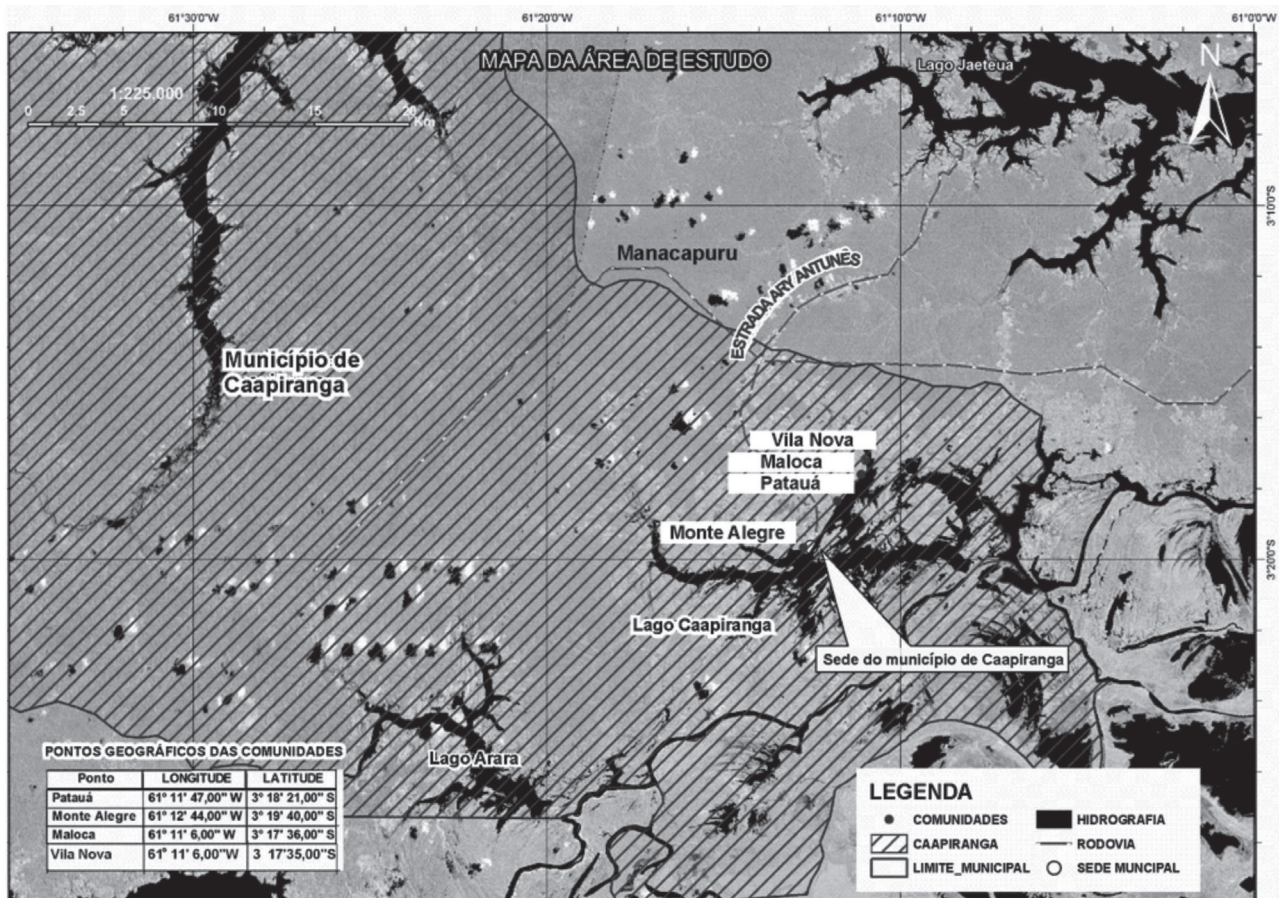 61°30'0"W 61°20'0"W 61°10'0"W 61°0'0"W
MAPA DA ÁREA DE ESTUDO
Lago Jaeteua
N
1:225.000
0 2,5 5 10 15 20
Km
3°10'0"S
Manacapuru
ESTRADA ARY ANTUNES
Município de
Caapiranga
Vila Nova
Maloca
Patauá
Monte Alegre
3°20'0"S
Lago Caapiranga
Sede do município de Caapiranga
Lago Arara
PONTOS GEOGRÁFICOS DAS COMUNIDADES
Ponto LONGITUDE LATITUDE
Patauá 61° 11' 47,00" W 3° 18' 21,00" S
Monte Alegre 61° 12' 44,00" W 3° 19' 40,00" S
Maloca 61° 11' 6,00" W 3° 17' 36,00" S
Vila Nova 61° 11' 6,00"W 3 17'35,00"S
LEGENDA
COMUNIDADES HIDROGRAFIA
CAAPIRANGA RODOVIA
LIMITE_MUNICIPAL SEDE MUNCIPAL